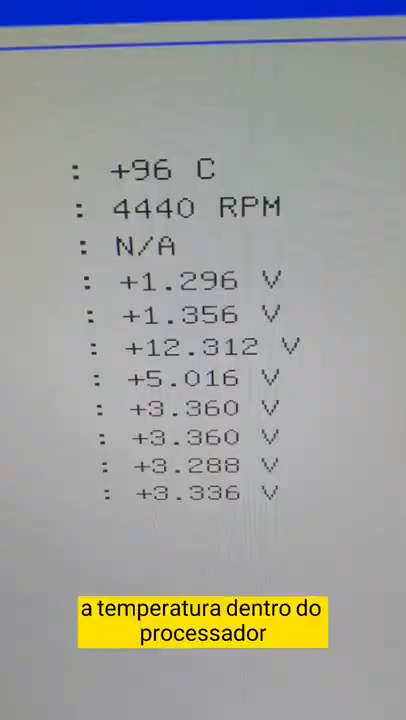 : +96 C
: 4440 RPM
: N/A
: +1.296 V
: +1.356 V
: +12.312 V
: +5.016 V
: +3.360 V
: +3.360 V
: +3.288 V
: +3.336 V
a temperatura dentro do
processador